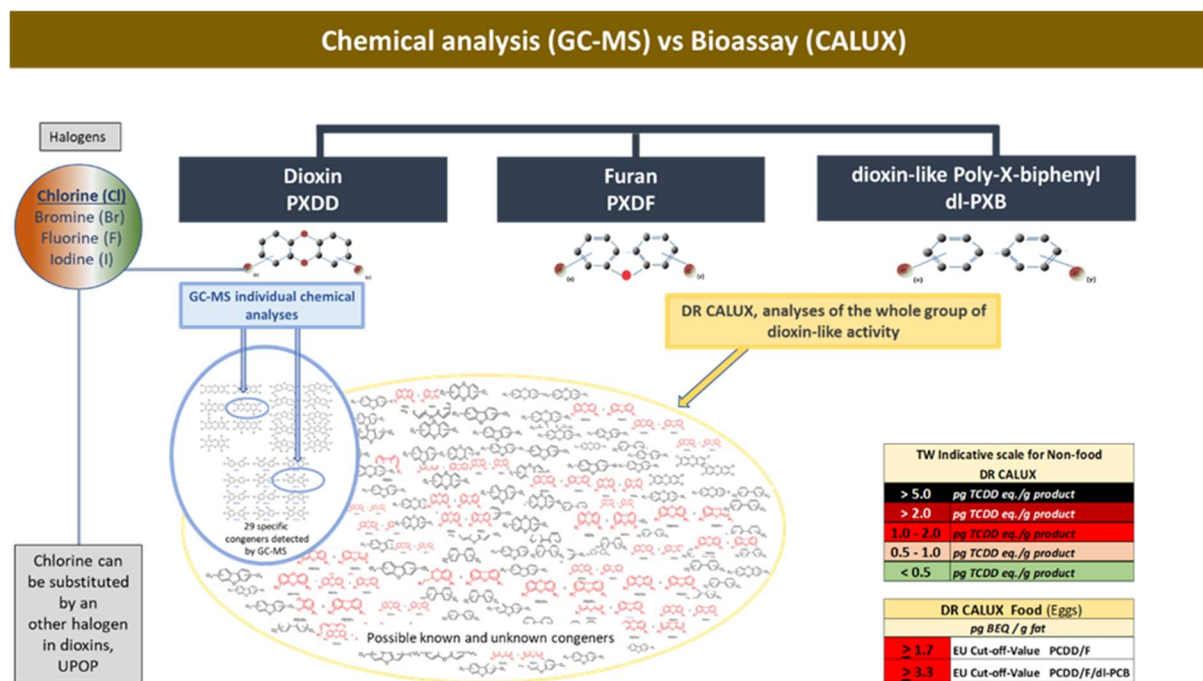 Chemical analysis (GC-MS) vs Bioassay (CALUX)
Halogens
Chlorine (Cl)
Bromine (Br)
Fluorine (F)
Iodine (I)
Dioxin
PXDD
Furan
PXDF
dioxin-like Poly-X-biphenyl
dl-PXB
(x)
(y)
GC-MS individual chemical
analyses
DR CALUX, analyses of the whole group of
dioxin-like activity
29 specific
congeners detected
by GC-MS
Possible known and unknown congeners
Chlorine can
be substituted
by an
other halogen
in dioxins,
UPOP
TW Indicative scale for Non-food
DR CALUX
> 5.0 pg TCDD eq./g product
> 2.0 pg TCDD eq./g product
1.0 - 2.0 pg TCDD eq./g product
0.5 - 1.0 pg TCDD eq./g product
< 0.5 pg TCDD eq./g product
DR CALUX Food (Eggs)
pg BEQ / g fat
≥ 1.7 EU Cut-off-Value PCDD/F
≥ 3.3 EU Cut-off-Value PCDD/F/dl-PCB